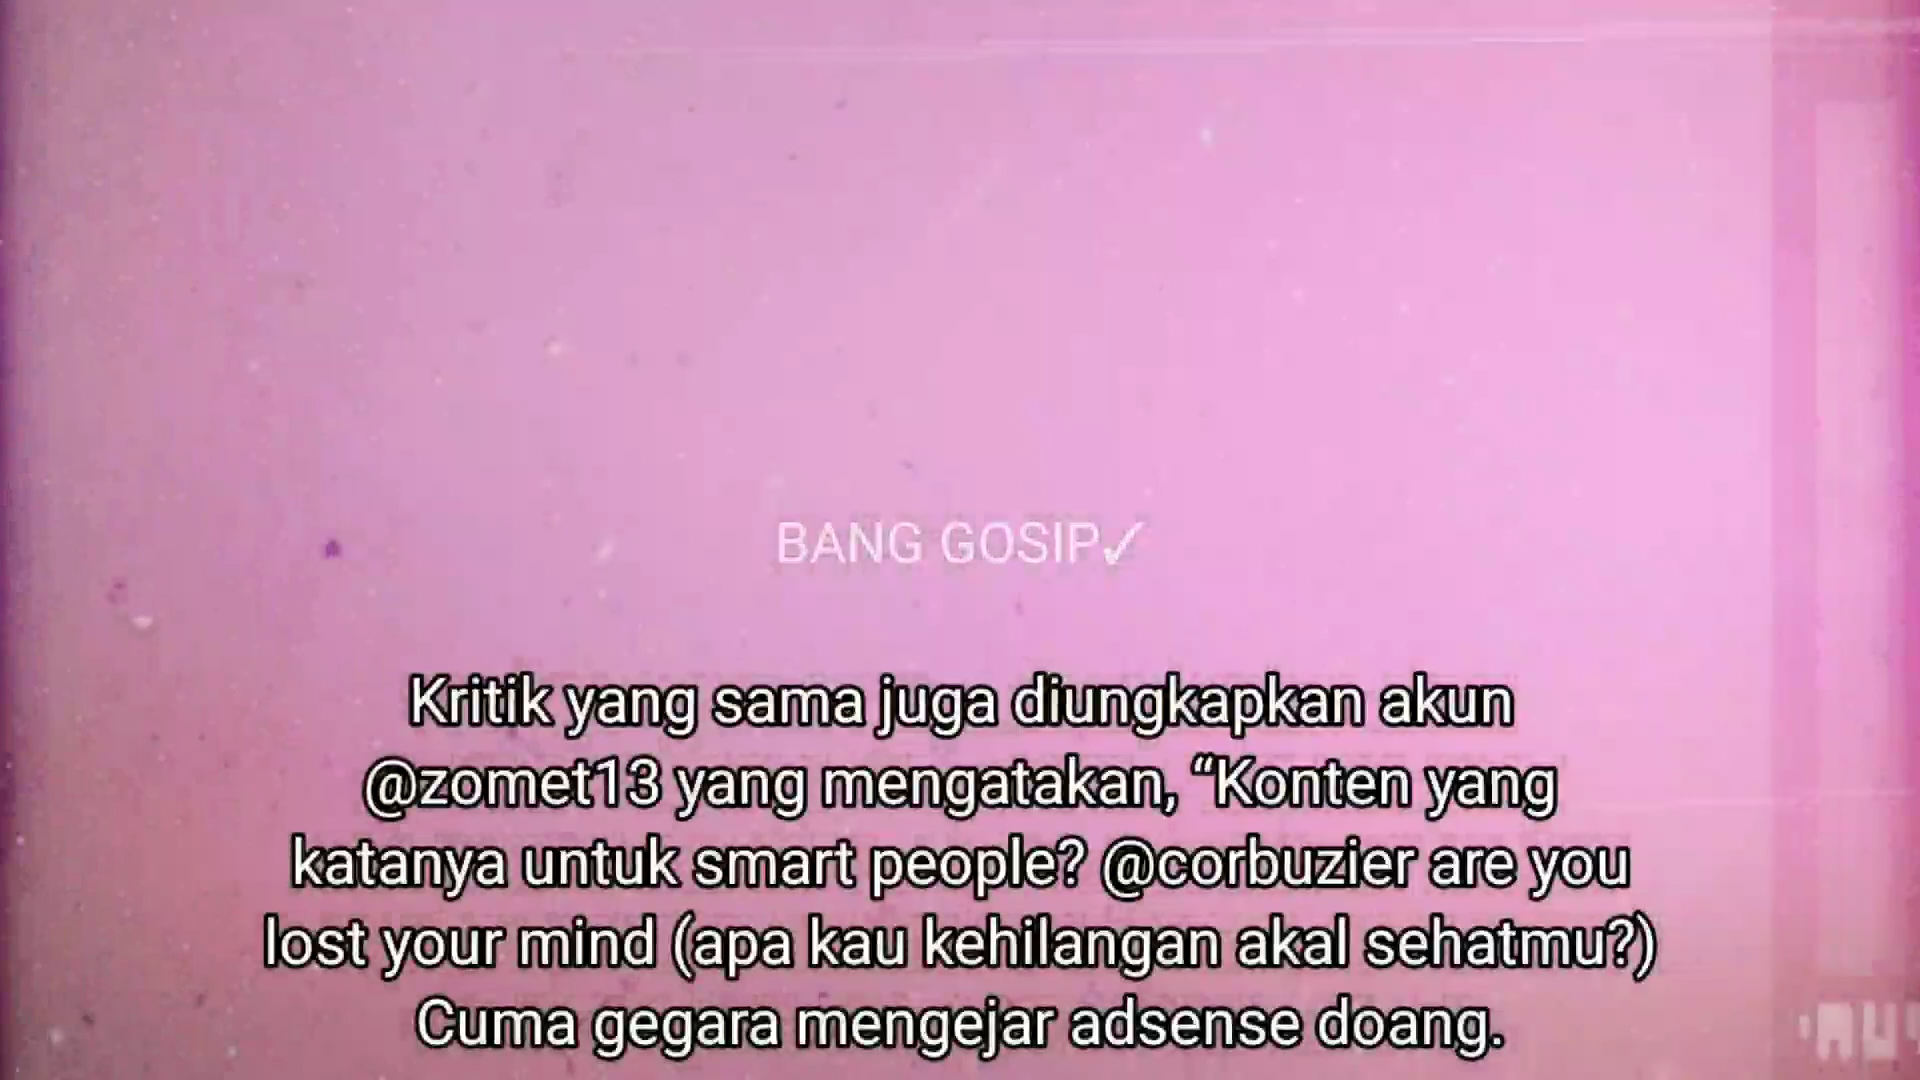 BANG GOSIP✓
Kritik yang sama juga diungkapkan akun
@zomet13 yang mengatakan, “Konten yang
katanya untuk smart people? @corbuzier are you
lost your mind (apa kau kehilangan akal sehatmu?)
Cuma gegara mengejar adsense doang.